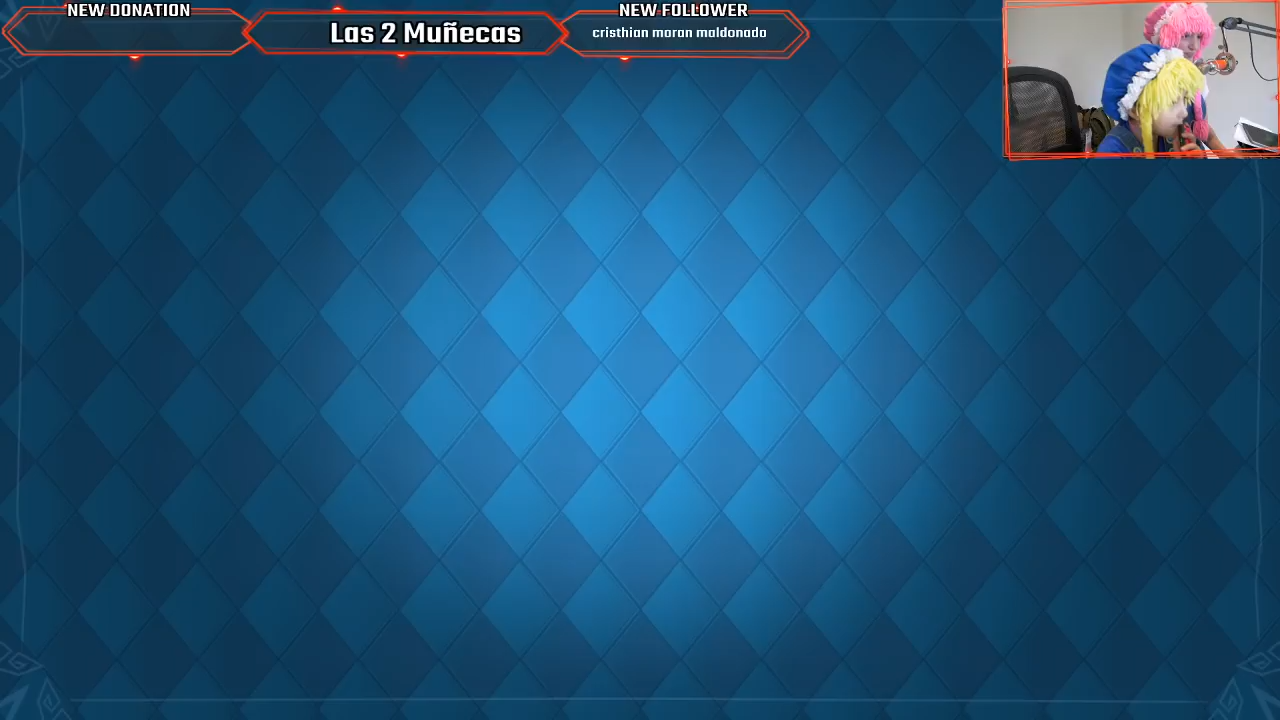 NEW DONATION
Las 2 Muñecas
NEW FOLLOWER
cristhian moran maldonado